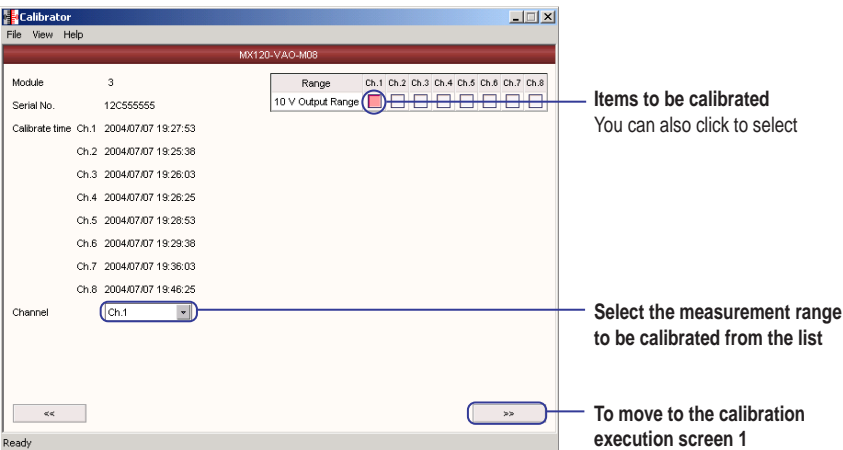 Calibrator
File View Help
MX120-VAO-M08
Module 3
Serial No. 12C555555
Calibrate time Ch.1 2004/07/07 19:27:53
Ch.2 2004/07/07 19:25:38
Ch.3 2004/07/07 19:26:03
Ch.4 2004/07/07 19:26:25
Ch.5 2004/07/07 19:28:53
Ch.6 2004/07/07 19:29:38
Ch.7 2004/07/07 19:36:03
Ch.8 2004/07/07 19:46:25
Channel Ch.1
Range Ch.1 Ch.2 Ch.3 Ch.4 Ch.5 Ch.6 Ch.7 Ch.8
10 V Output Range
<<
>>
Ready
Items to be calibrated
You can also click to select
Select the measurement range
to be calibrated from the list
To move to the calibration
execution screen 1